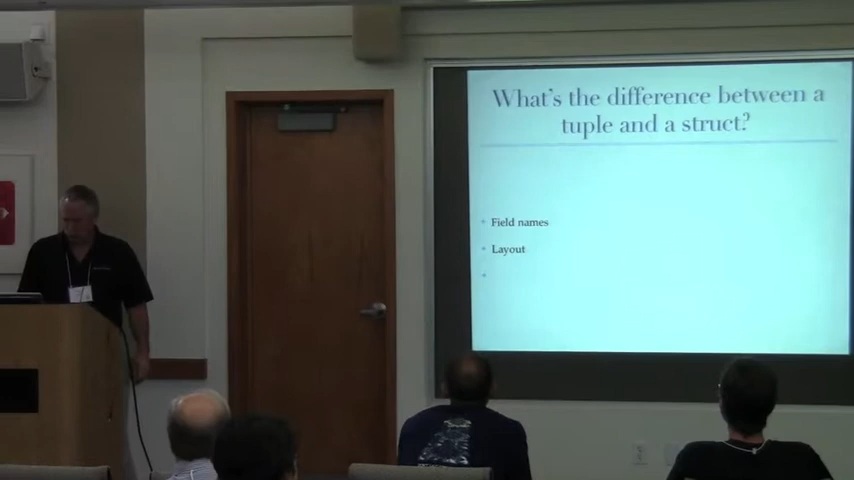 What's the difference between a
tuple and a struct?
Field names
Layout